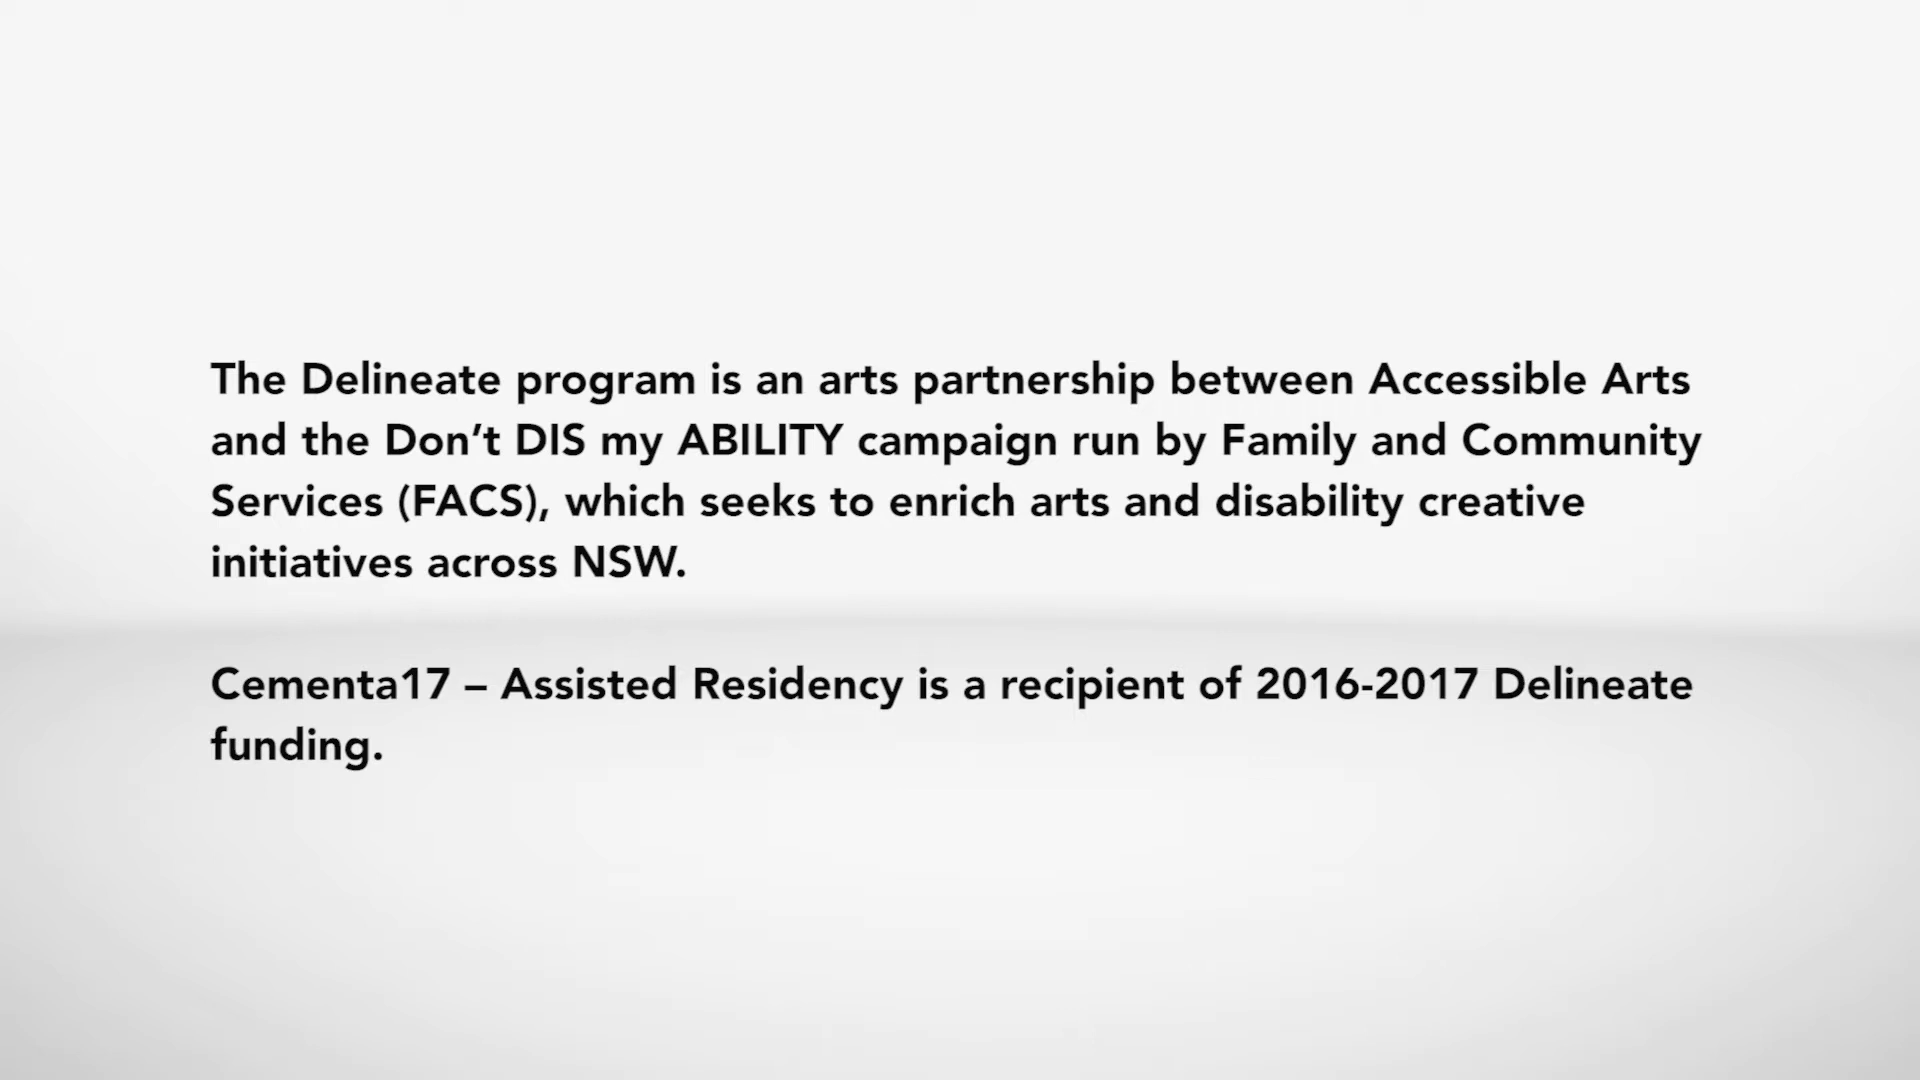 The Delineate program is an arts partnership between Accessible Arts
and the Don’t DIS my ABILITY campaign run by Family and Community
Services (FACS), which seeks to enrich arts and disability creative
initiatives across NSW.
Cementa17 – Assisted Residency is a recipient of 2016-2017 Delineate
funding.